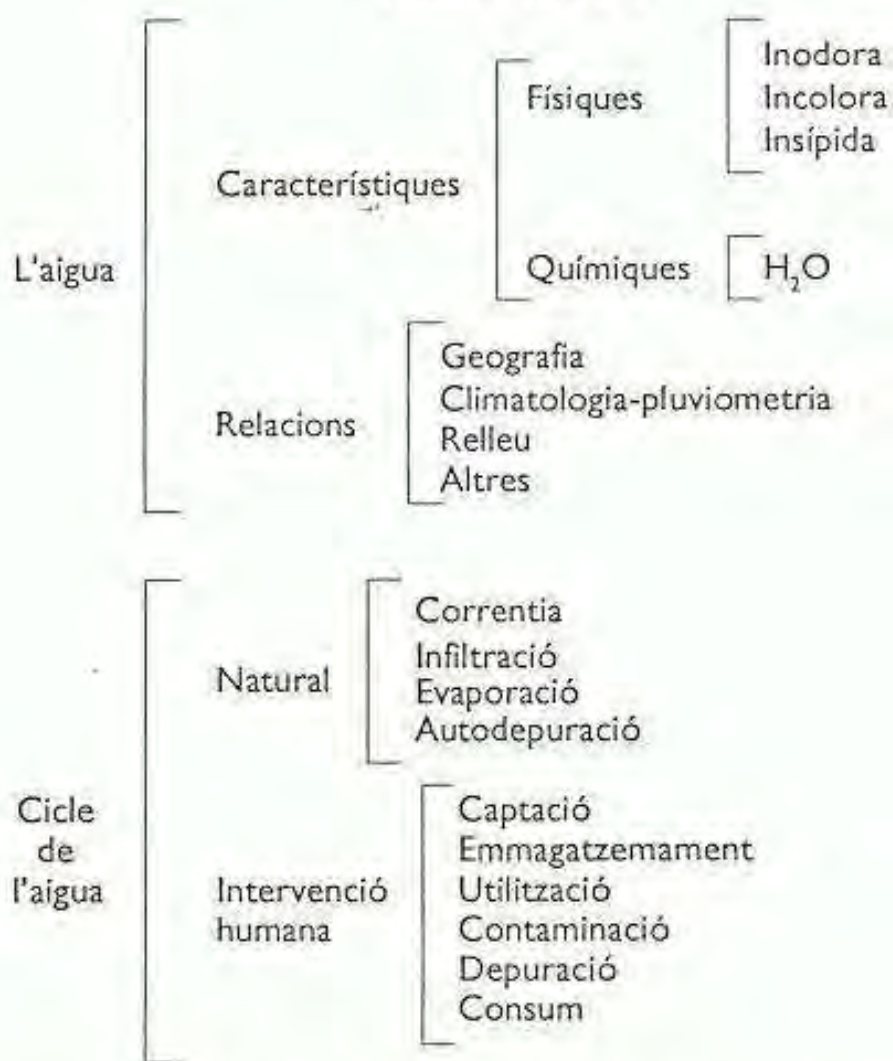 L'aigua
Característiques
Físiques
Inodora
Incolora
Insípida
Químiques
H₂O
Relacions
Geografia
Climatologia-pluviometria
Relleu
Altres
Cicle
de
l'aigua
Natural
Correntia
Infiltració
Evaporació
Autodepuració
Intervenció
humana
Captació
Emmagatzemament
Utilització
Contaminació
Depuració
Consum